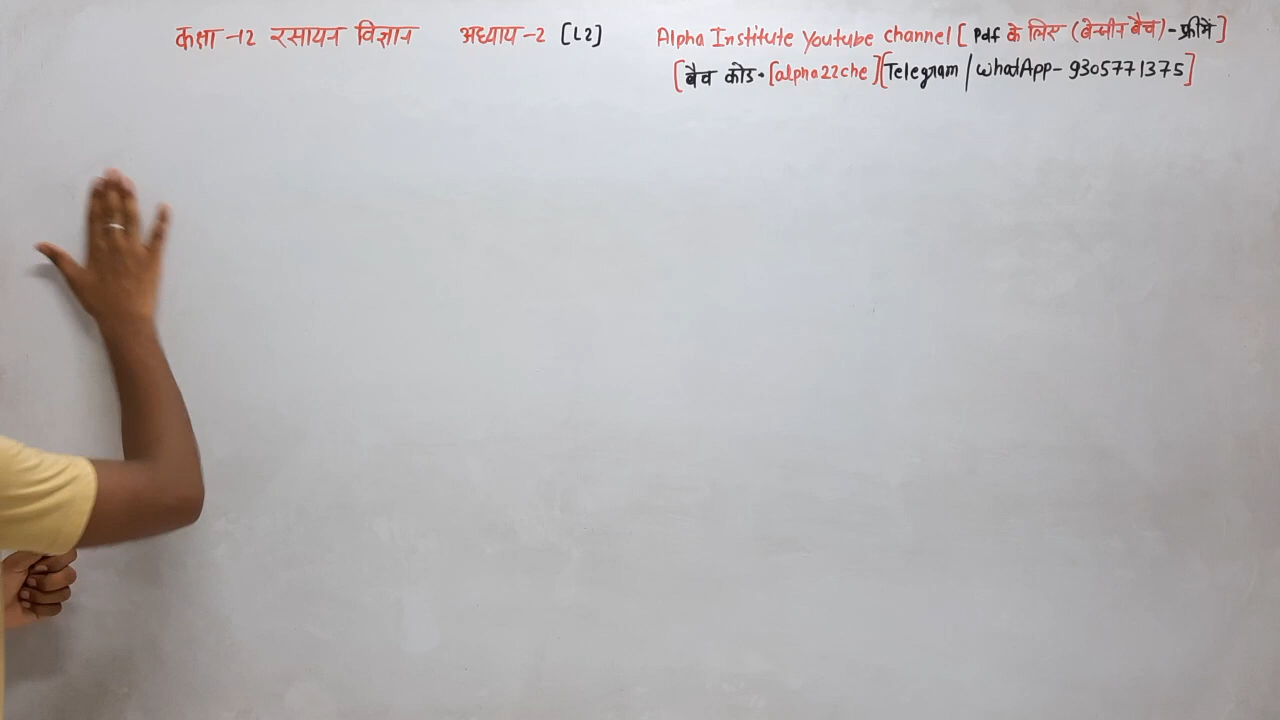 कक्षा -12 रसायन विज्ञान अध्याय-2 [L2] Alpha Institute Youtube channel [ Pdf के लिए (बेन्जीन बैच) - फ्रीमे ]
[ बैच कोड - [alpha22che] [Telegram / WhatApp - 9305771375]